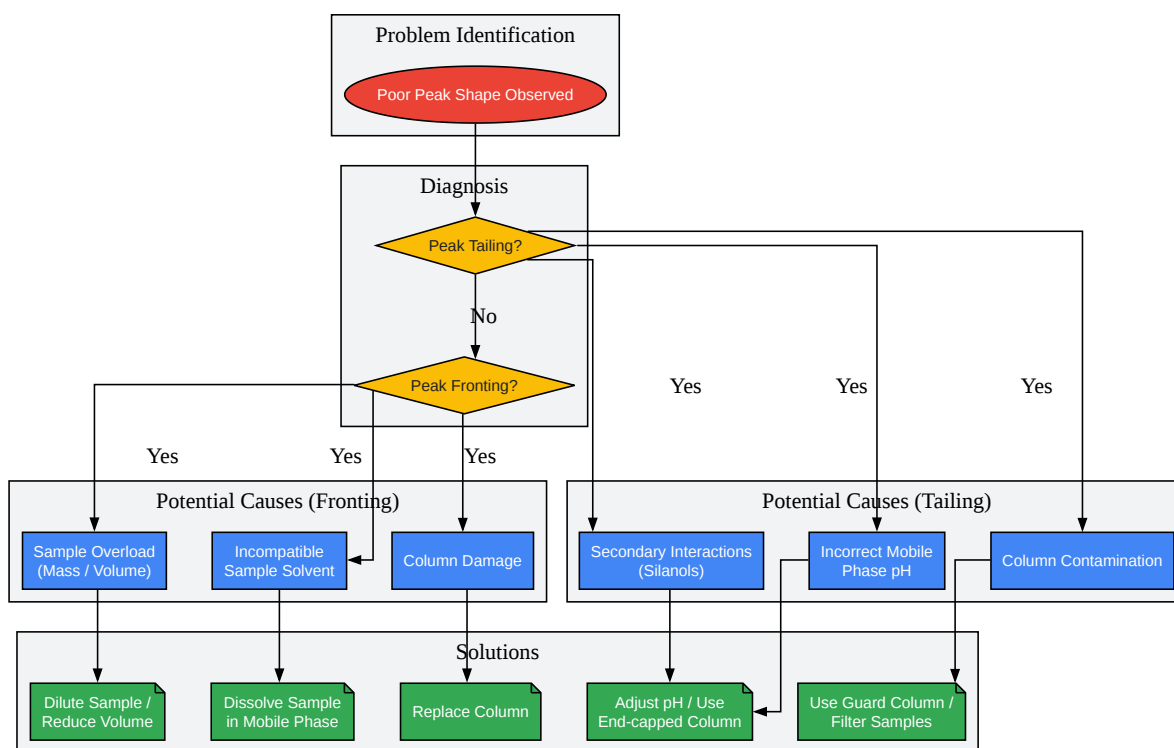 Problem Identification
Poor Peak Shape Observed
Diagnosis
Peak Tailing?
No
Peak Fronting?
Yes
Yes
Yes
Yes
Yes
Yes
Potential Causes (Fronting)
Potential Causes (Tailing)
Sample Overload
(Mass / Volume)
Incompatible
Sample Solvent
Column Damage
Secondary Interactions
(Silanols)
Incorrect Mobile
Phase pH
Column Contamination
Solutions
Dilute Sample /
Reduce Volume
Dissolve Sample
in Mobile Phase
Replace Column
Adjust pH / Use
End-capped Column
Use Guard Column /
Filter Samples